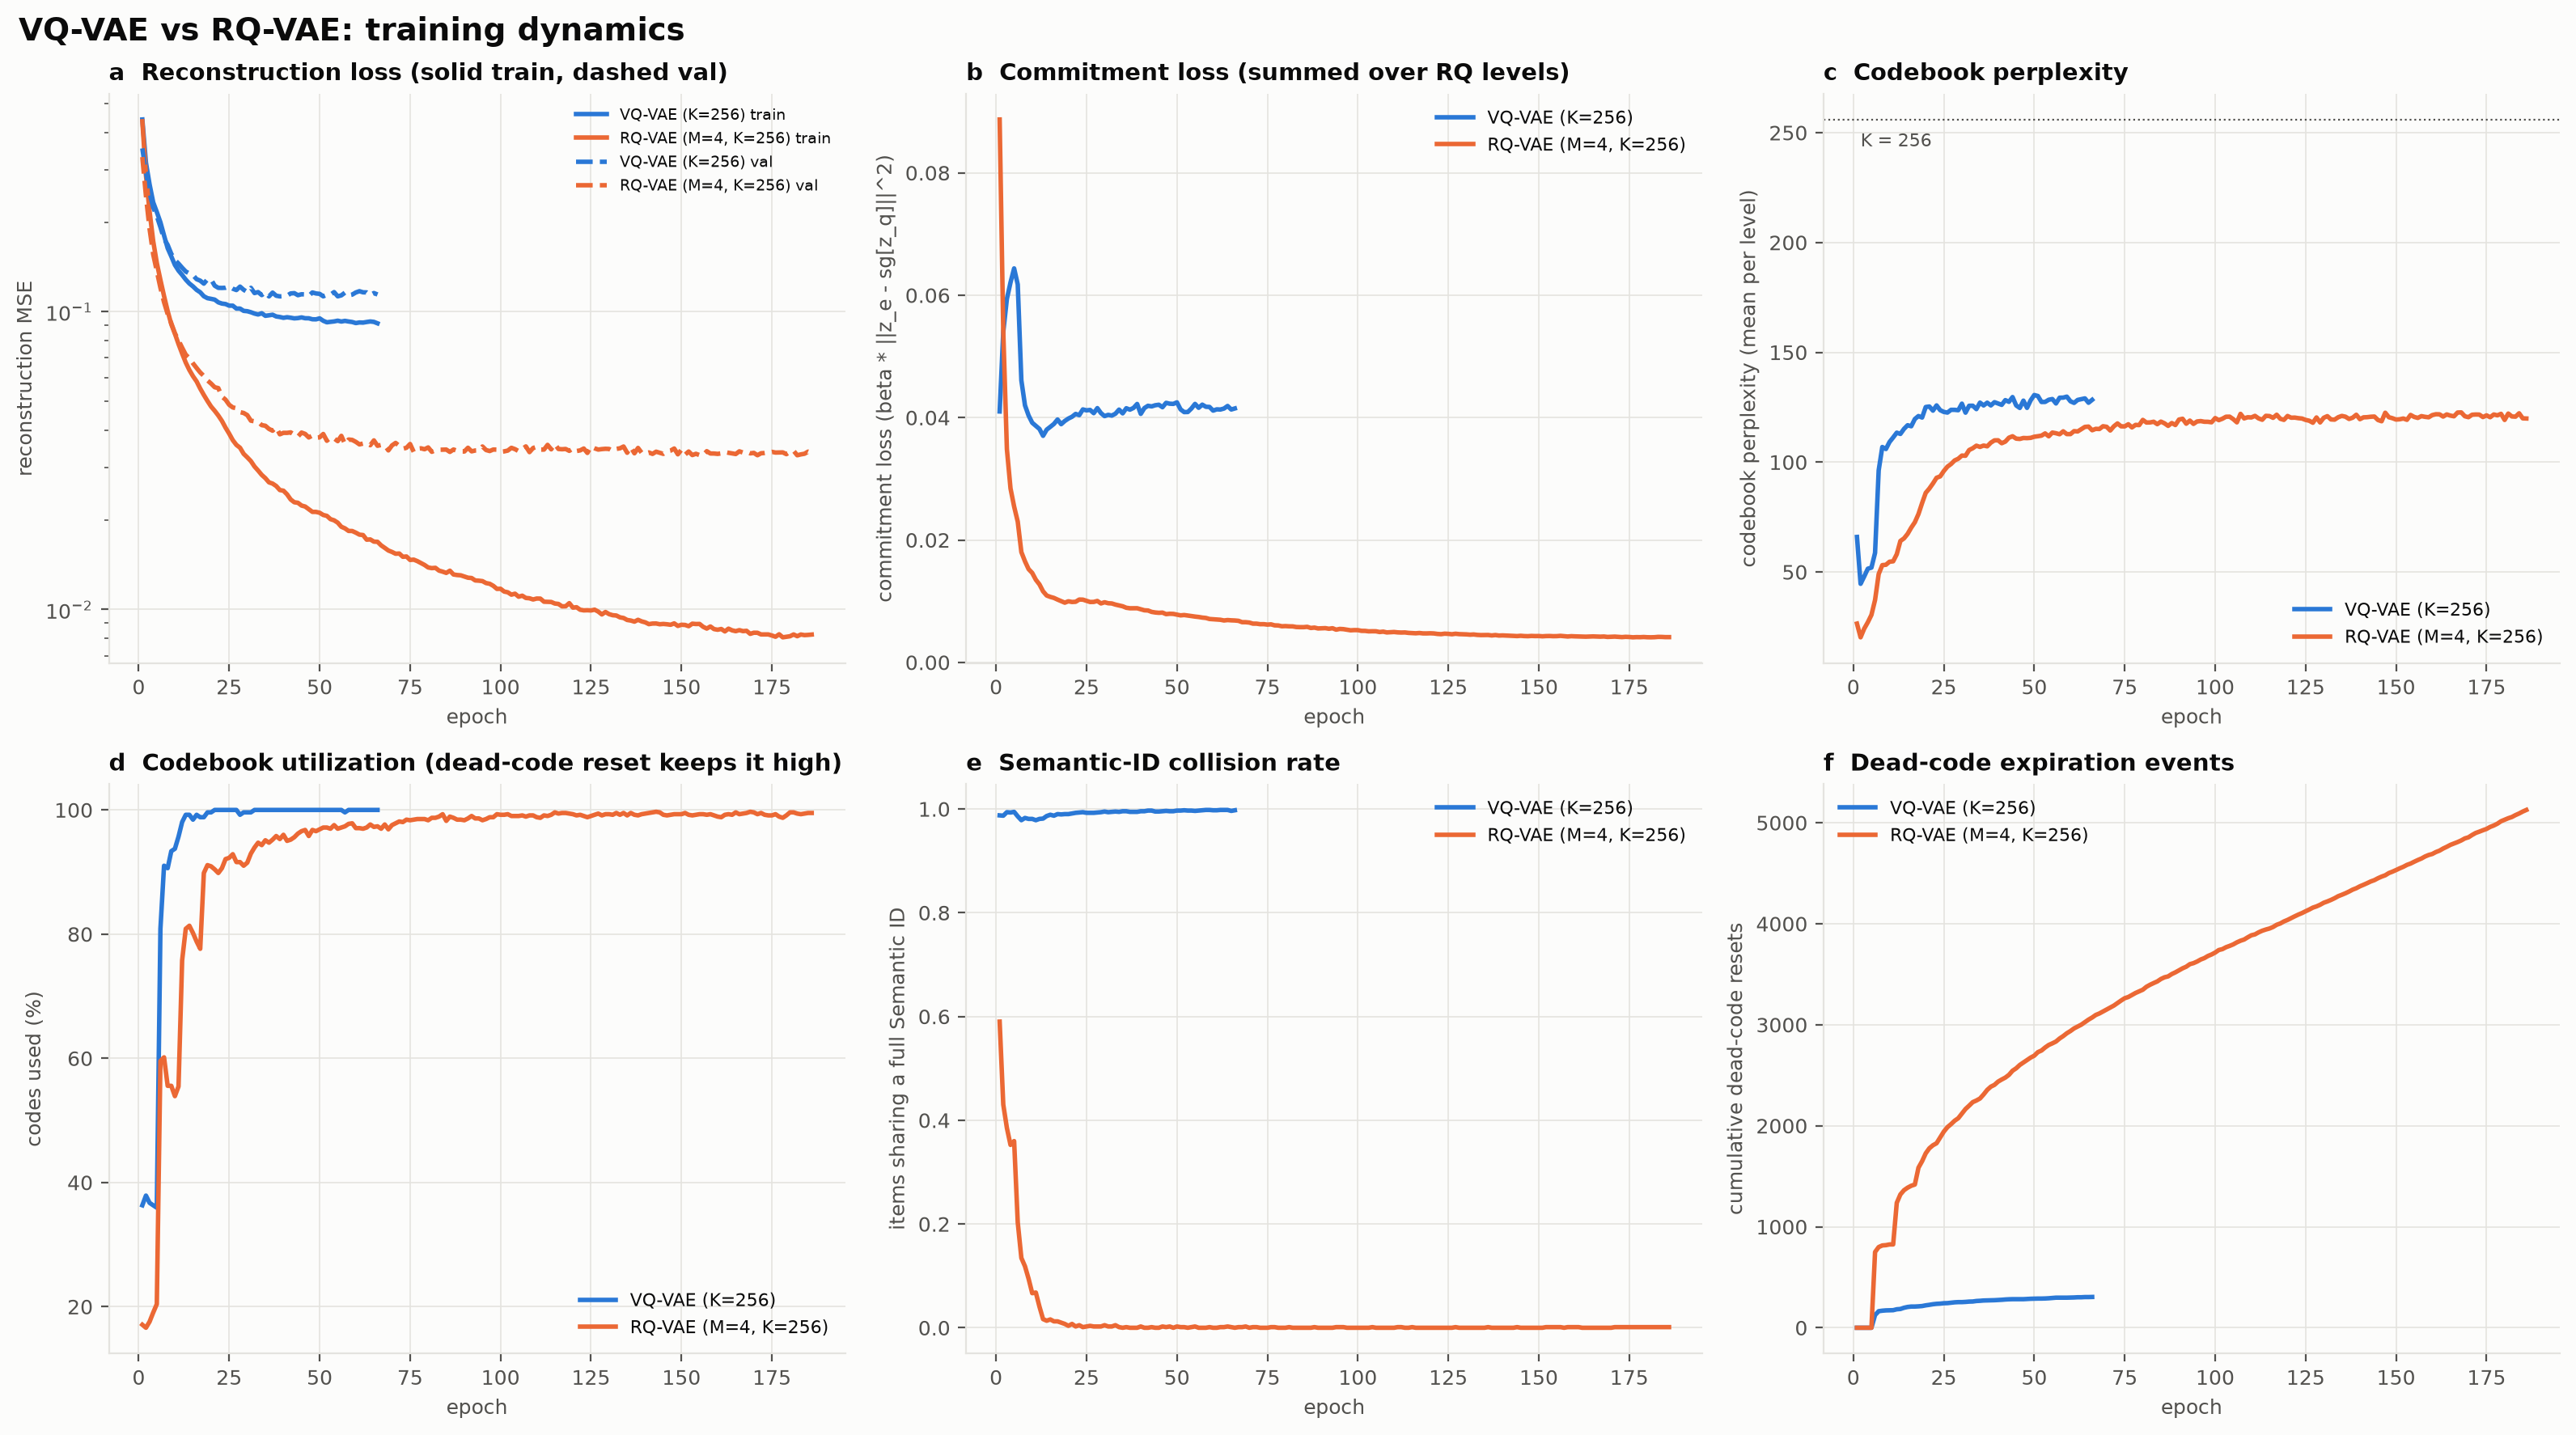 VQ-VAE vs RQ-VAE: training dynamics
a Reconstruction loss (solid train, dashed val)
VQ-VAE (K=256) train
RQ-VAE (M=4, K=256) train
VQ-VAE (K=256) val
RQ-VAE (M=4, K=256) val
reconstruction MSE
10⁻¹
10⁻²
0 25 50 75 100 125 150 175
epoch
b Commitment loss (summed over RQ levels)
VQ-VAE (K=256)
RQ-VAE (M=4, K=256)
commitment loss (beta * ||z_e - sg[z_q]||^2)
0.08
0.06
0.04
0.02
0.00
0 25 50 75 100 125 150 175
epoch
c Codebook perplexity
K = 256
codebook perplexity (mean per level)
250
200
150
100
50
VQ-VAE (K=256)
RQ-VAE (M=4, K=256)
0 25 50 75 100 125 150 175
epoch
d Codebook utilization (dead-code reset keeps it high)
codes used (%)
100
80
60
40
20
VQ-VAE (K=256)
RQ-VAE (M=4, K=256)
0 25 50 75 100 125 150 175
epoch
e Semantic-ID collision rate
VQ-VAE (K=256)
RQ-VAE (M=4, K=256)
items sharing a full Semantic ID
1.0
0.8
0.6
0.4
0.2
0.0
0 25 50 75 100 125 150 175
epoch
f Dead-code expiration events
VQ-VAE (K=256)
RQ-VAE (M=4, K=256)
cumulative dead-code resets
5000
4000
3000
2000
1000
0
0 25 50 75 100 125 150 175
epoch